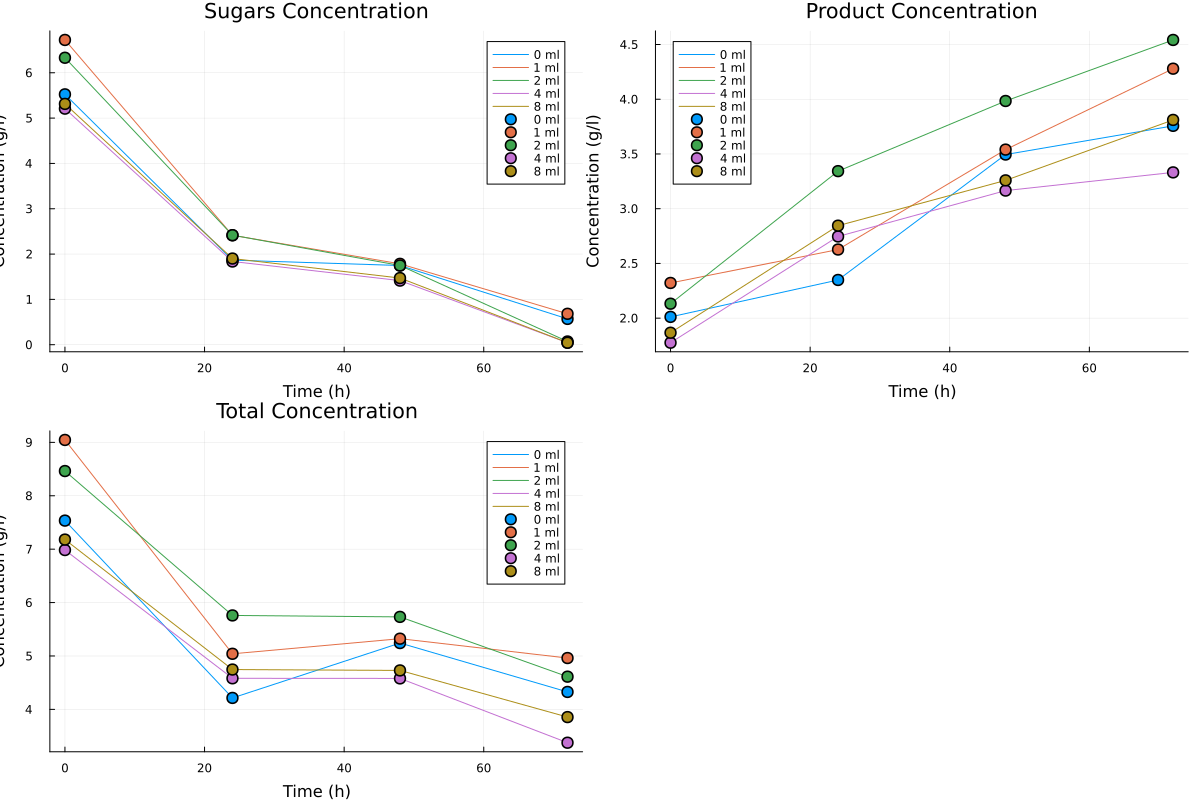 Sugars Concentration
6
5
4
3
2
1
0
0 20 40 60
Time (h)
0 ml
1 ml
2 ml
4 ml
8 ml
0 ml
1 ml
2 ml
4 ml
8 ml
Product Concentration
Concentration (g/l)
4.5
4.0
3.5
3.0
2.5
2.0
0 20 40 60
Time (h)
0 ml
1 ml
2 ml
4 ml
8 ml
0 ml
1 ml
2 ml
4 ml
8 ml
Total Concentration
9
8
7
6
5
4
0 20 40 60
Time (h)
0 ml
1 ml
2 ml
4 ml
8 ml
0 ml
1 ml
2 ml
4 ml
8 ml